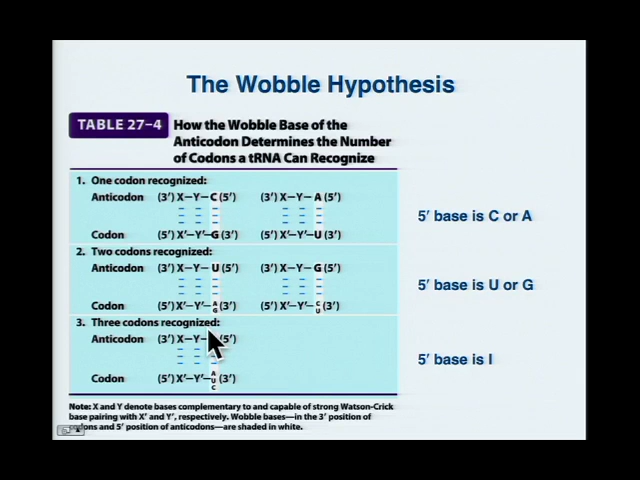 The Wobble Hypothesis
TABLE 27–4 How the Wobble Base of the
Anticodon Determines the Number
of Codons a tRNA Can Recognize
1. One codon recognized:
Anticodon (3′) X–Y–C (5′) (3′) X–Y–A (5′)
Codon (5′) X′–Y′–G (3′) (5′) X′–Y′–U (3′)
5′ base is C or A
2. Two codons recognized:
Anticodon (3′) X–Y–U (5′) (3′) X–Y–G (5′)
Codon (5′) X′–Y′–A G (3′) (5′) X′–Y′–C U (3′)
5′ base is U or G
3. Three codons recognized:
Anticodon (3′) X–Y– (5′)
Codon (5′) X′–Y′–A U C (3′)
5′ base is I
Note: X and Y denote bases complementary to and capable of strong Watson-Crick
base pairing with X′ and Y′, respectively. Wobble bases—in the 3′ position of
and 5′ position of anticodons—are shaded in white.